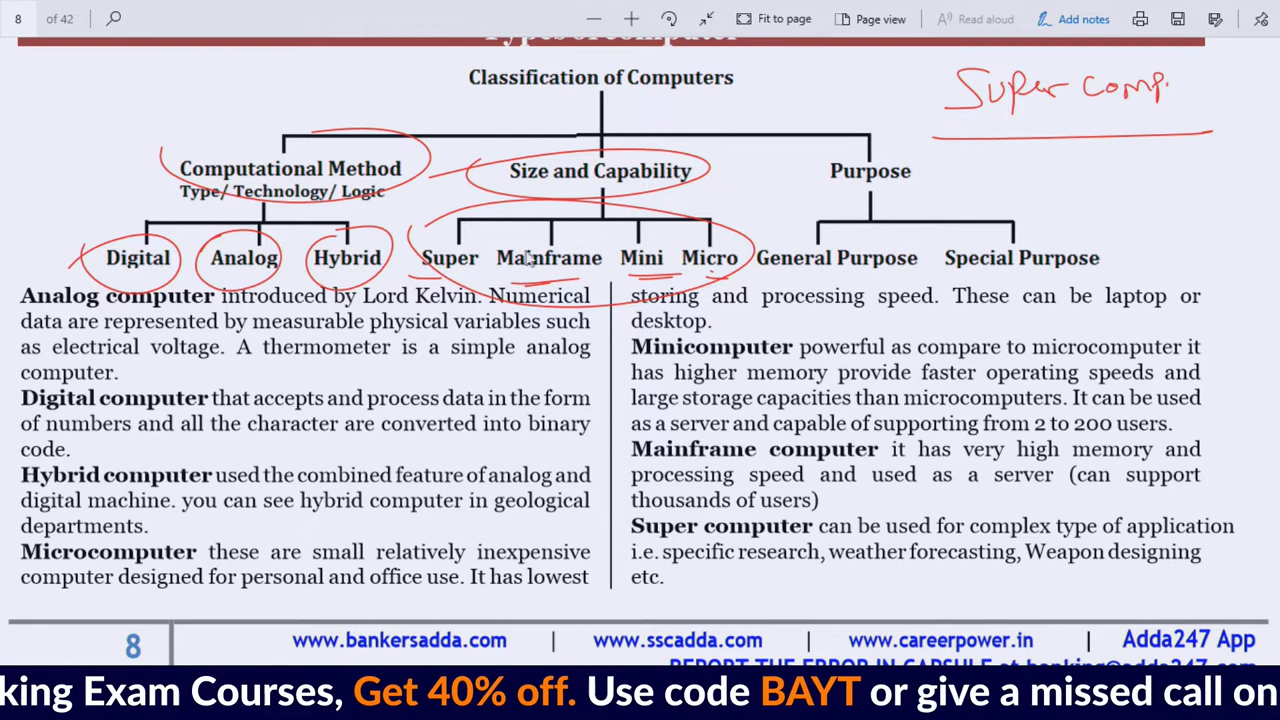 8 of 42 Fit to page Page view Read aloud Add notes
Types of Computer
Classification of Computers
Super comp.
Computational Method
Type/ Technology/ Logic
Size and Capability
Purpose
Digital Analog Hybrid Super Mainframe Mini Micro General Purpose Special Purpose
Analog computer introduced by Lord Kelvin. Numerical
data are represented by measurable physical variables such
as electrical voltage. A thermometer is a simple analog
computer.
Digital computer that accepts and process data in the form
of numbers and all the character are converted into binary
code.
Hybrid computer used the combined feature of analog and
digital machine. you can see hybrid computer in geological
departments.
Microcomputer these are small relatively inexpensive
computer designed for personal and office use. It has lowest
storing and processing speed. These can be laptop or
desktop.
Minicomputer powerful as compare to microcomputer it
has higher memory provide faster operating speeds and
large storage capacities than microcomputers. It can be used
as a server and capable of supporting from 2 to 200 users.
Mainframe computer it has very high memory and
processing speed and used as a server (can support
thousands of users)
Super computer can be used for complex type of application
i.e. specific research, weather forecasting, Weapon designing
etc.
8 www.bankersadda.com | www.sscadda.com | www.careerpower.in | Adda247 App
REPORT THE ERROR IN CAPSULE at
king Exam Courses, Get 40% off. Use code BAYT or give a missed call on